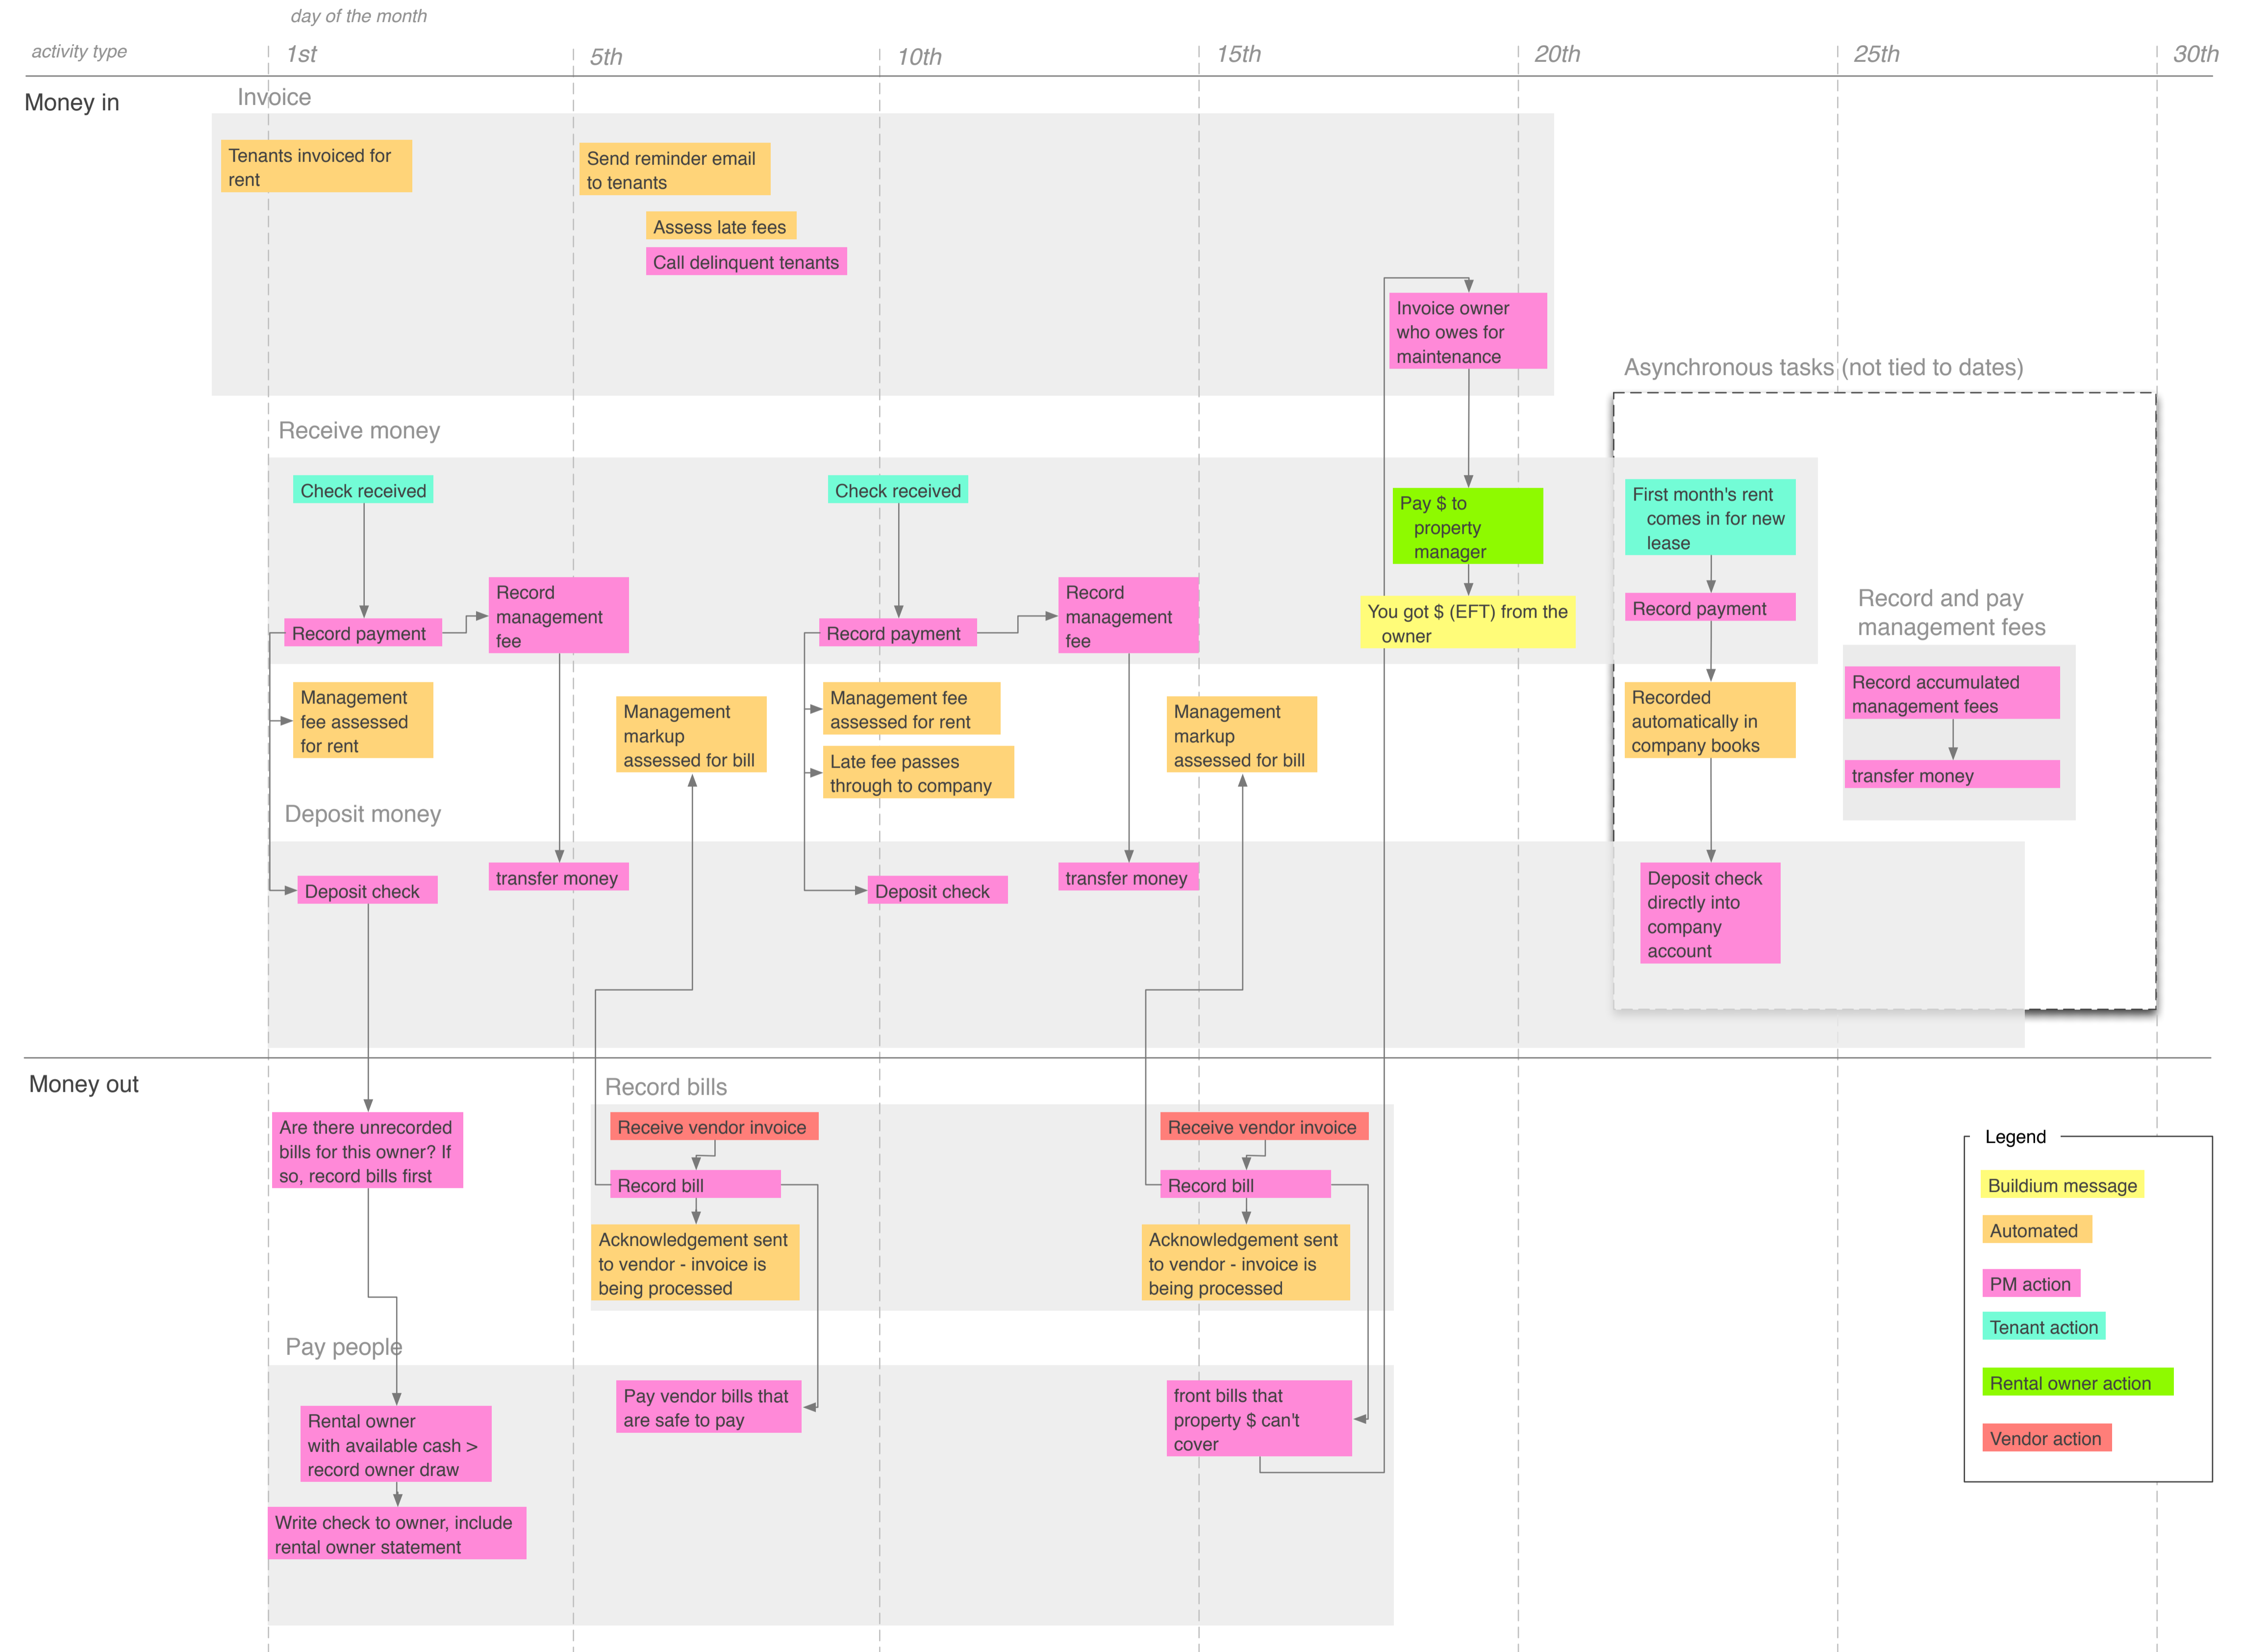 day of the month
activity type
1st
5th
10th
15th
20th
25th
30th
Money in
Invoice
Tenants invoiced for
rent
Send reminder email
to tenants
Assess late fees
Call delinquent tenants
Invoice owner
who owes for
maintenance
Asynchronous tasks (not tied to dates)
Receive money
Check received
Check received
Pay $ to
property
manager
First month's rent
comes in for new
lease
Record payment
Record
management
fee
Record payment
Record
management
fee
You got $ (EFT) from the
owner
Record payment
Record and pay
management fees
Management
fee assessed
for rent
Management
markup
assessed for bill
Management fee
assessed for rent
Late fee passes
through to company
Management
markup
assessed for bill
Recorded
automatically in
company books
Record accumulated
management fees
transfer money
Deposit money
Deposit check
transfer money
Deposit check
transfer money
Deposit check
directly into
company
account
Money out
Record bills
Are there unrecorded
bills for this owner? If
so, record bills first
Receive vendor invoice
Record bill
Acknowledgement sent
to vendor - invoice is
being processed
Receive vendor invoice
Record bill
Acknowledgement sent
to vendor - invoice is
being processed
Pay people
Rental owner
with available cash >
record owner draw
Write check to owner, include
rental owner statement
Pay vendor bills that
are safe to pay
front bills that
property $ can't
cover
Legend
Buildium message
Automated
PM action
Tenant action
Rental owner action
Vendor action